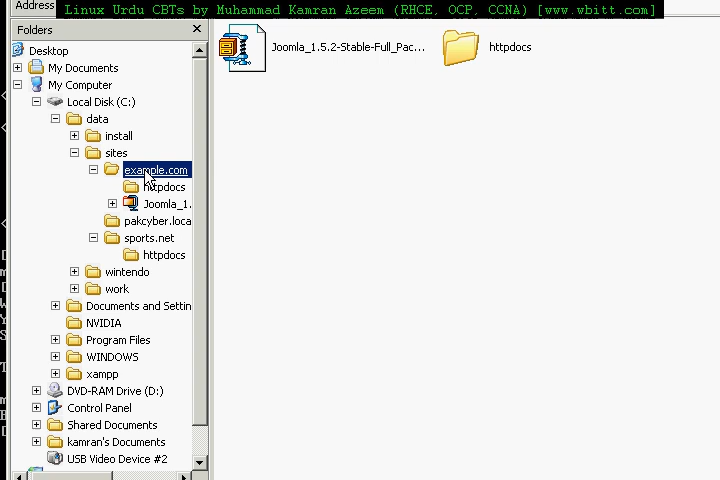 Address
Linux Urdu CBTs by Muhammad Kamran Azeem (RHCE, OCP, CCNA) [www.wbitt.com]
Folders
Desktop
My Documents
My Computer
Local Disk (C:)
data
install
sites
example.com
httpdocs
Joomla_1.
pakcyber.loca
sports.net
httpdocs
wintendo
work
Documents and Settin
NVIDIA
Program Files
WINDOWS
xampp
DVD-RAM Drive (D:)
Control Panel
Shared Documents
kamran's Documents
USB Video Device #2
Joomla_1.5.2-Stable-Full_Pac...
httpdocs